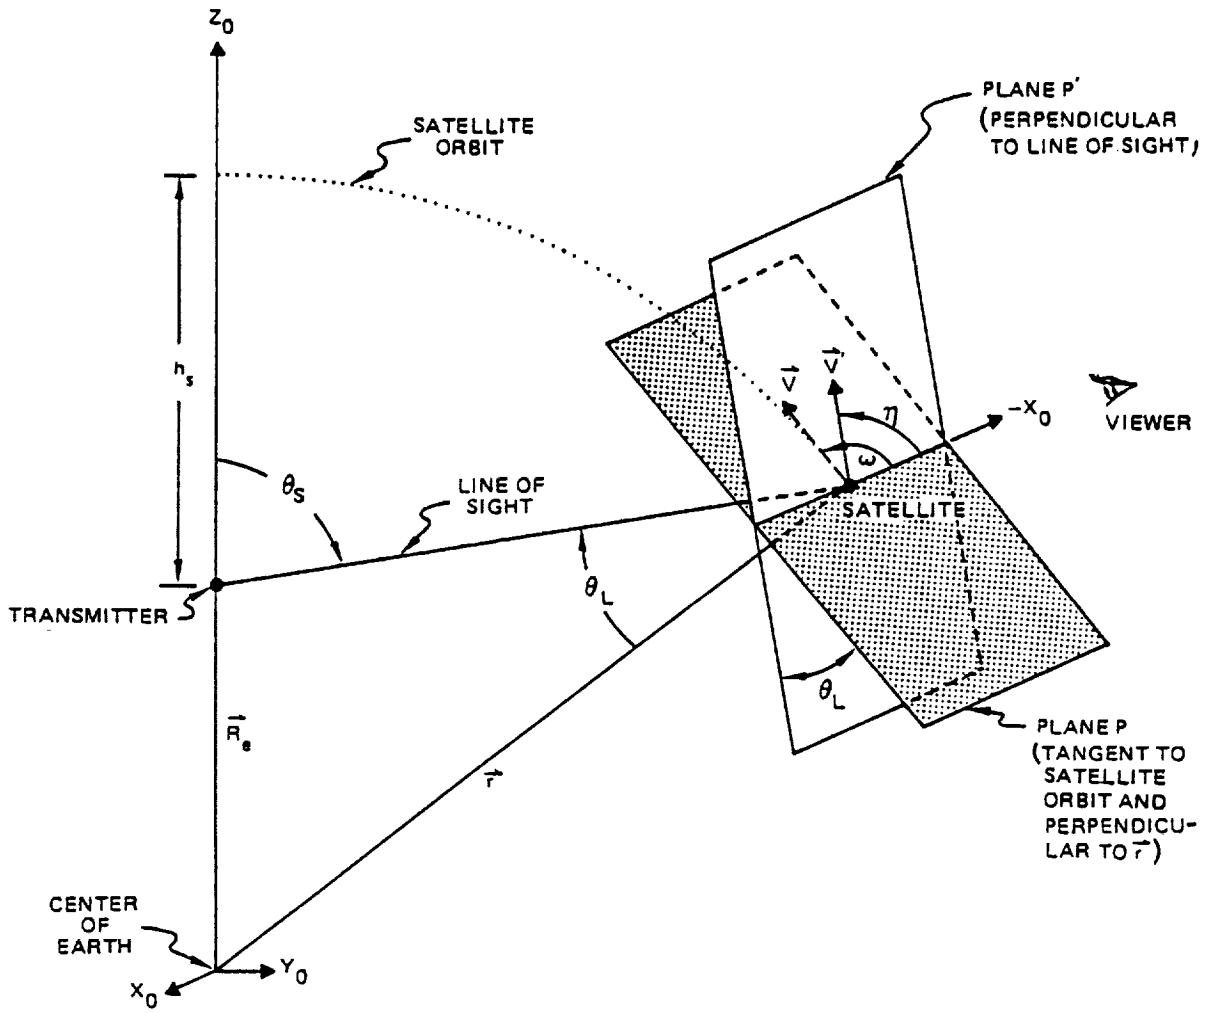 Z₀
PLANE P'
(PERPENDICULAR
TO LINE OF SIGHT,
SATELLITE
ORBIT
hₛ
V⃗
V⃗'
η
ω
-X₀
VIEWER
θS
LINE OF
SIGHT
SATELLITE
θL
TRANSMITTER
θL
R⃗ₑ
r⃗
PLANE P
(TANGENT TO
SATELLITE
ORBIT AND
PERPENDICU-
LAR TO r⃗)
CENTER
OF
EARTH
Y₀
X₀